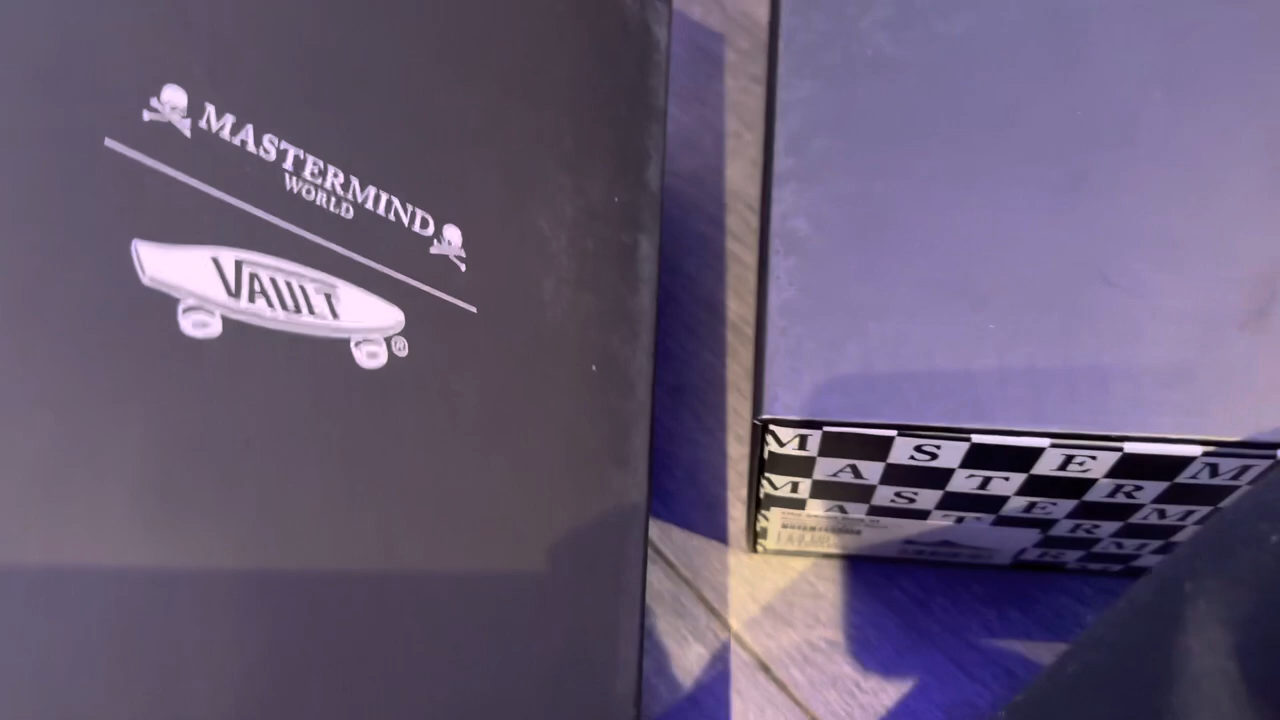 MASTERMIND
WORLD
VAULT
®
M S E M
A T R
M S E M
A T R M
R